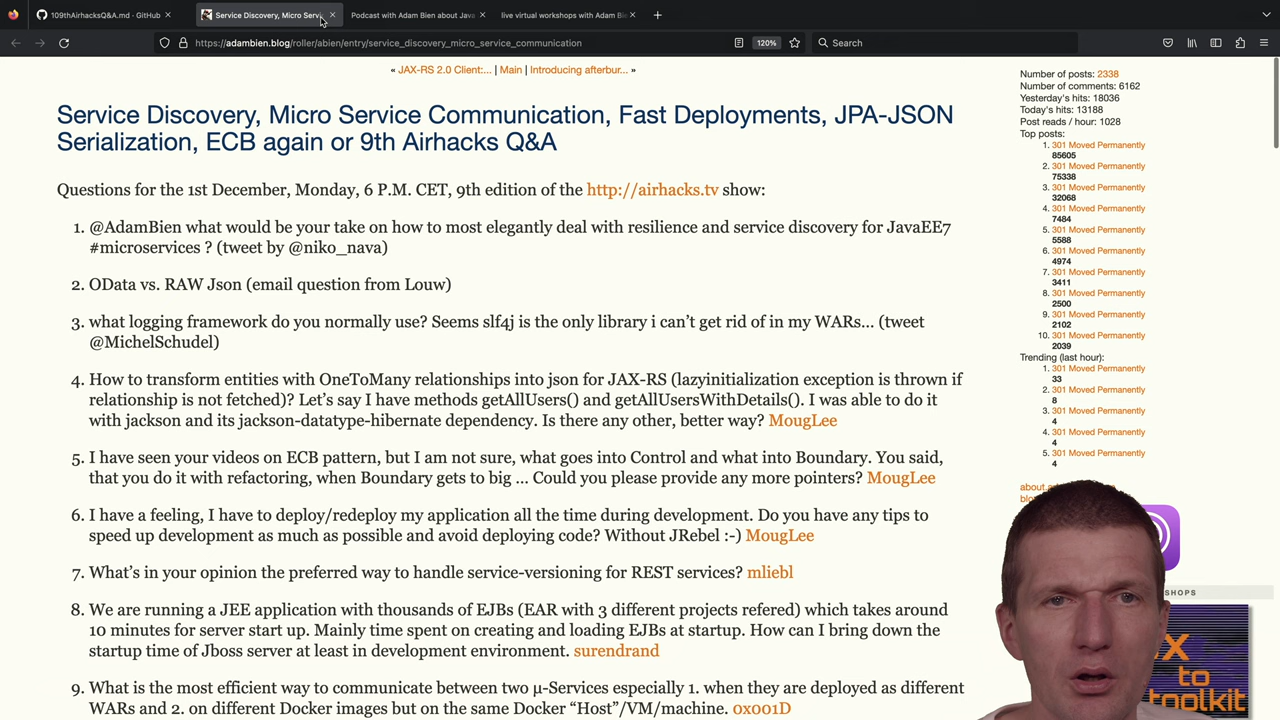 109thAirhacksQ&A.md · GitHub
Service Discovery, Micro Servi
Podcast with Adam Bien about Java
live virtual workshops with Adam Bie
https://adambien.blog/roller/abien/entry/service_discovery_micro_service_communication
120%
Search
« JAX-RS 2.0 Client:... | Main | Introducing afterbur... »
Service Discovery, Micro Service Communication, Fast Deployments, JPA-JSON
Serialization, ECB again or 9th Airhacks Q&A
Questions for the 1st December, Monday, 6 P.M. CET, 9th edition of the http://airhacks.tv show:
1. @AdamBien what would be your take on how to most elegantly deal with resilience and service discovery for JavaEE7
#microservices ? (tweet by @niko_nava)
2. OData vs. RAW Json (email question from Louw)
3. what logging framework do you normally use? Seems slf4j is the only library i can't get rid of in my WARs... (tweet
@MichelSchudel)
4. How to transform entities with OneToMany relationships into json for JAX-RS (lazyinitialization exception is thrown if
relationship is not fetched)? Let's say I have methods getAllUsers() and getAllUsersWithDetails(). I was able to do it
with jackson and its jackson-datatype-hibernate dependency. Is there any other, better way? MougLee
5. I have seen your videos on ECB pattern, but I am not sure, what goes into Control and what into Boundary. You said,
that you do it with refactoring, when Boundary gets to big ... Could you please provide any more pointers? MougLee
6. I have a feeling, I have to deploy/redeploy my application all the time during development. Do you have any tips to
speed up development as much as possible and avoid deploying code? Without JRebel :-) MougLee
7. What's in your opinion the preferred way to handle service-versioning for REST services? mliebl
8. We are running a JEE application with thousands of EJBs (EAR with 3 different projects refered) which takes around
10 minutes for server start up. Mainly time spent on creating and loading EJBs at startup. How can I bring down the
startup time of Jboss server at least in development environment. surendrand
9. What is the most efficient way to communicate between two µ-Services especially 1. when they are deployed as different
WARs and 2. on different Docker images but on the same Docker "Host"/VM/machine. 0x001D
Number of posts: 2338
Number of comments: 6162
Yesterday's hits: 18036
Today's hits: 13188
Post reads / hour: 1028
Top posts:
1. 301 Moved Permanently
85605
2. 301 Moved Permanently
75338
3. 301 Moved Permanently
32068
4. 301 Moved Permanently
7484
5. 301 Moved Permanently
5588
6. 301 Moved Permanently
4974
7. 301 Moved Permanently
3411
8. 301 Moved Permanently
2500
9. 301 Moved Permanently
2102
10. 301 Moved Permanently
2039
Trending (last hour):
1. 301 Moved Permanently
33
2. 301 Moved Permanently
8
3. 301 Moved Permanently
4
4. 301 Moved Permanently
4
5. 301 Moved Permanently
4
to
toolkit